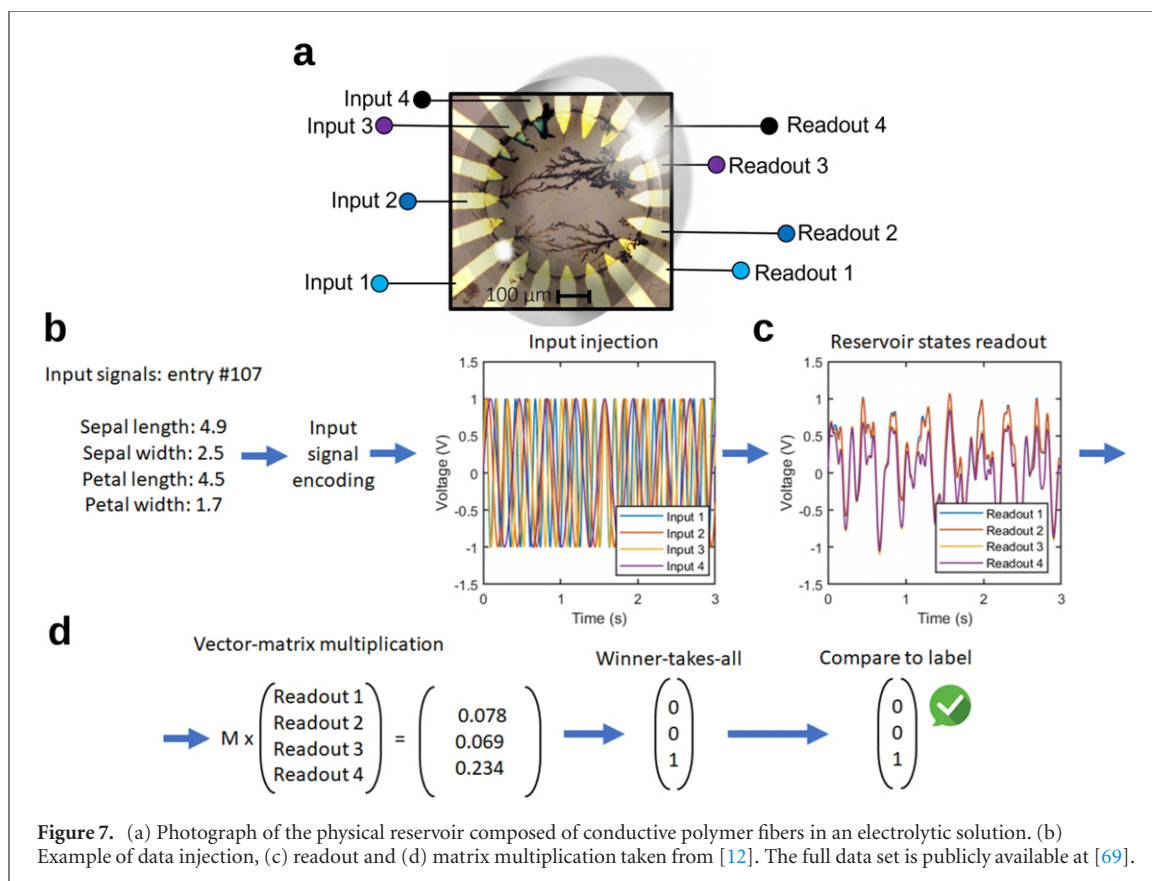 a
Input 4
Input 3
Input 2
Input 1
Readout 4
Readout 3
Readout 2
Readout 1
100 µm
b
Input signals: entry #107
Sepal length: 4.9
Sepal width: 2.5
Petal length: 4.5
Petal width: 1.7
Input
signal
encoding
Input injection
Voltage (V)
1.5
1
0.5
0
-0.5
-1
-1.5
Input 1
Input 2
Input 3
Input 4
0 1 2 3
Time (s)
c
Reservoir states readout
Voltage (V)
1.5
1
0.5
0
-0.5
-1
-1.5
Readout 1
Readout 2
Readout 3
Readout 4
0 1 2 3
Time (s)
d
Vector-matrix multiplication
M x
Readout 1
Readout 2
Readout 3
Readout 4
=
0.078
0.069
0.234
Winner-takes-all
0
0
1
Compare to label
0
0
1
Figure 7. (a) Photograph of the physical reservoir composed of conductive polymer fibers in an electrolytic solution. (b)
Example of data injection, (c) readout and (d) matrix multiplication taken from [12]. The full data set is publicly available at [69].